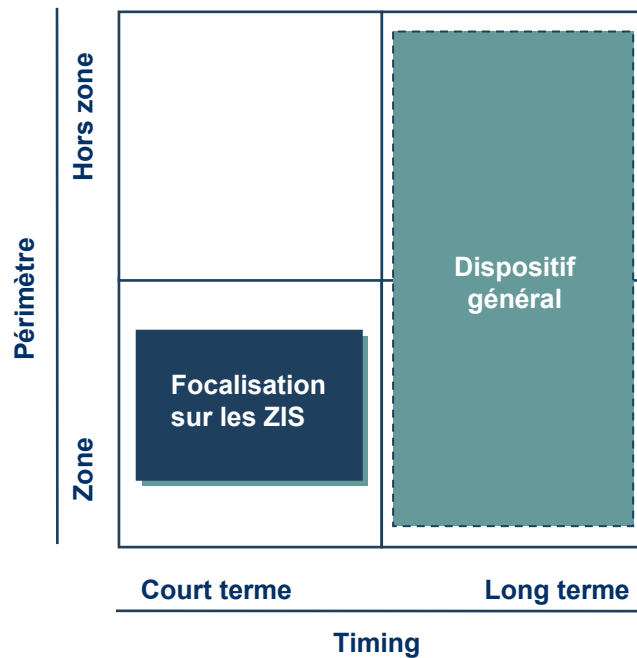 Périmètre
Hors zone
Zone
Dispositif
général
Focalisation
sur les ZIS
Court terme
Long terme
Timing